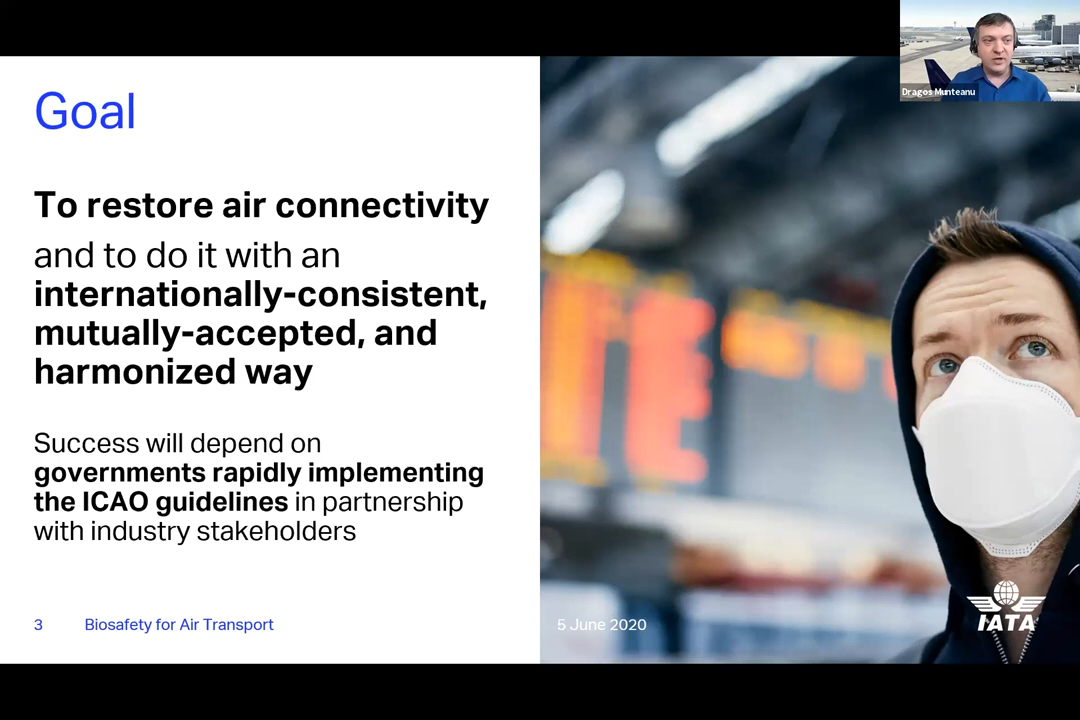 Dragos Munteanu
Goal
To restore air connectivity
and to do it with an
internationally-consistent,
mutually-accepted, and
harmonized way
Success will depend on
governments rapidly implementing
the ICAO guidelines in partnership
with industry stakeholders
3
Biosafety for Air Transport
5 June 2020
IATA